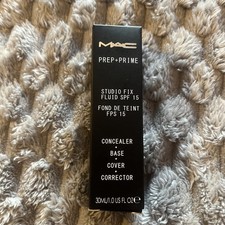 MAC
PREP+PRIME
STUDIO FIX
FLUID SPF 15
FOND DE TEINT
FPS 15
CONCEALER
•
BASE
•
COVER
•
CORRECTOR
30ML/1.0 US FL OZ ℮